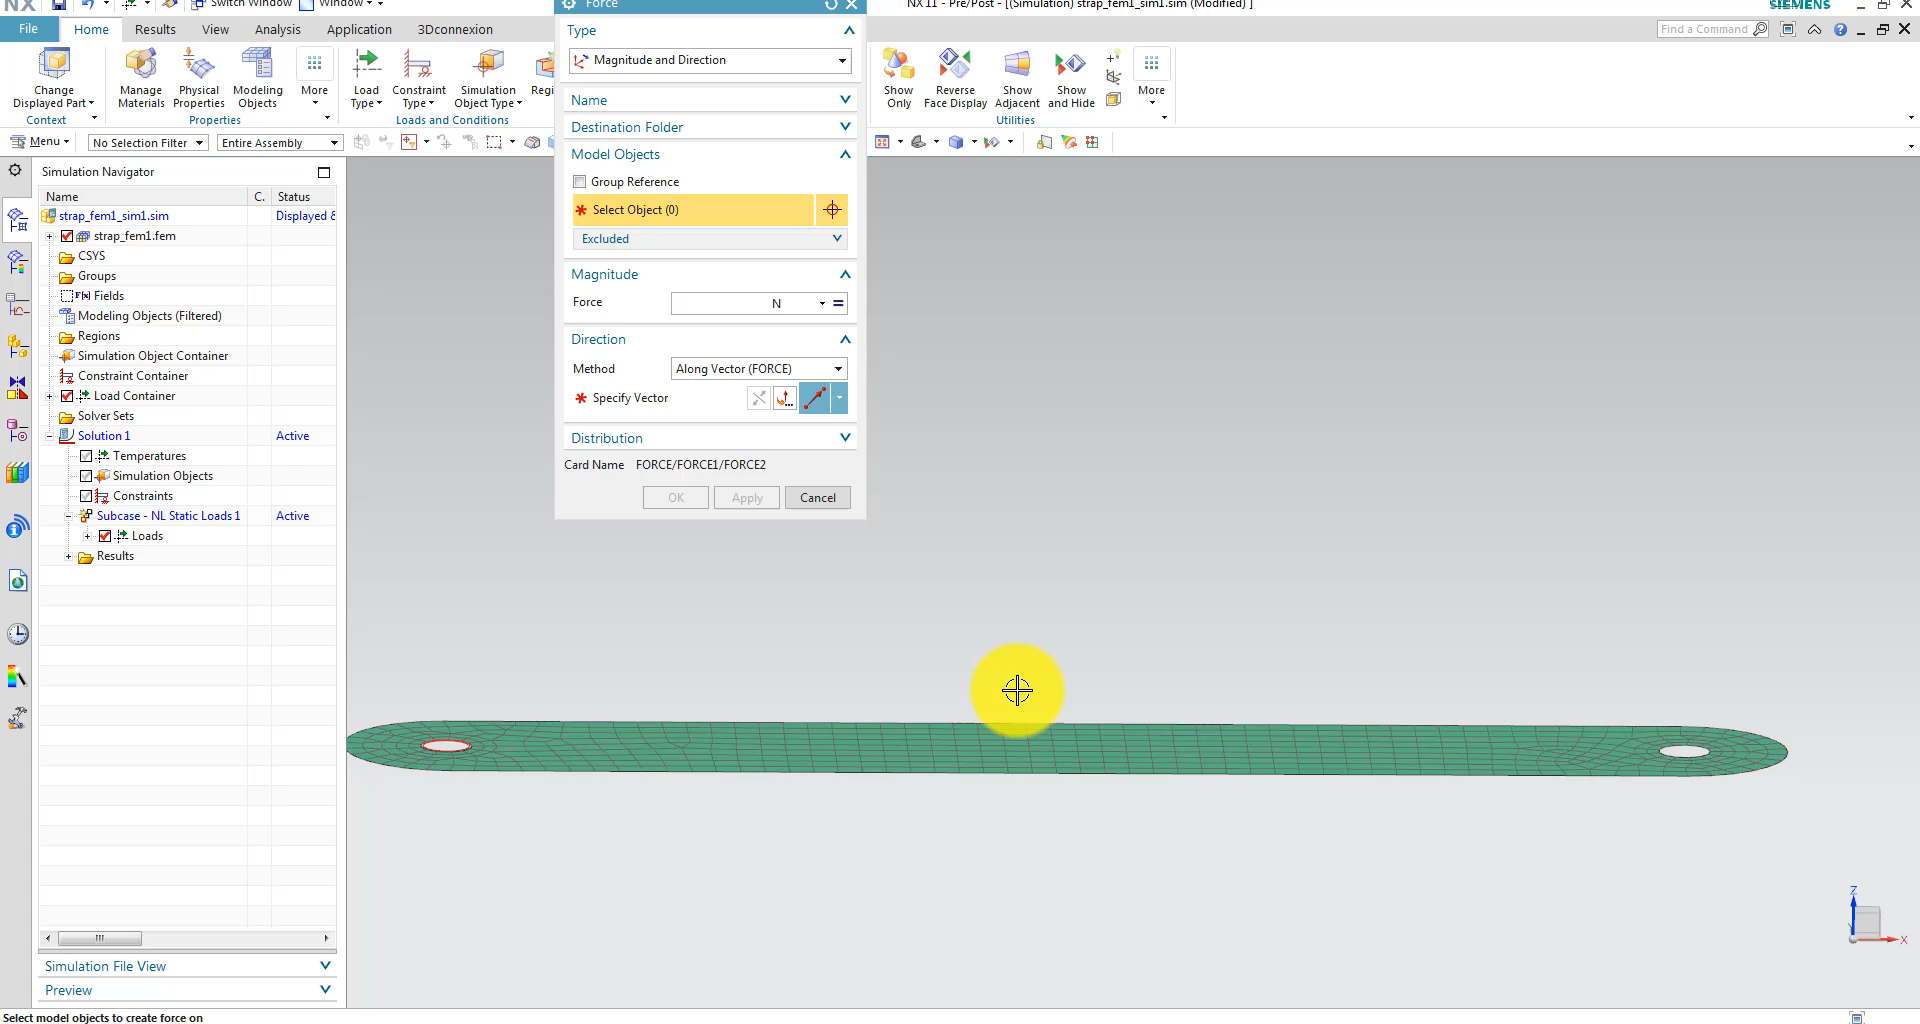 NX
Switch Window
Window
Force
NX 11 - Pre/Post - [(Simulation) strap_fem1_sim1.sim (Modified) ]
SIEMENS
File
Home
Results
View
Analysis
Application
3Dconnexion
Find a Command
Type
Magnitude and Direction
Change
Displayed Part
Context
Manage
Materials
Physical
Properties
Modeling
Objects
More
Properties
Load
Type
Constraint
Type
Simulation
Object Type
Regi
Loads and Conditions
Show
Only
Reverse
Face Display
Show
Adjacent
Show
and Hide
More
Utilities
Menu
No Selection Filter
Entire Assembly
Name
Destination Folder
Model Objects
Group Reference
* Select Object (0)
Excluded
Magnitude
Force
N
=
Direction
Method
Along Vector (FORCE)
* Specify Vector
Distribution
Card Name FORCE/FORCE1/FORCE2
OK
Apply
Cancel
Simulation Navigator
Name
C.
Status
strap_fem1_sim1.sim
Displayed &
strap_fem1.fem
CSYS
Groups
F(x) Fields
Modeling Objects (Filtered)
Regions
Simulation Object Container
Constraint Container
Load Container
Solver Sets
Solution 1
Active
Temperatures
Simulation Objects
Constraints
Subcase - NL Static Loads 1
Active
Loads
Results
Simulation File View
Preview
Z
X
Select model objects to create force on